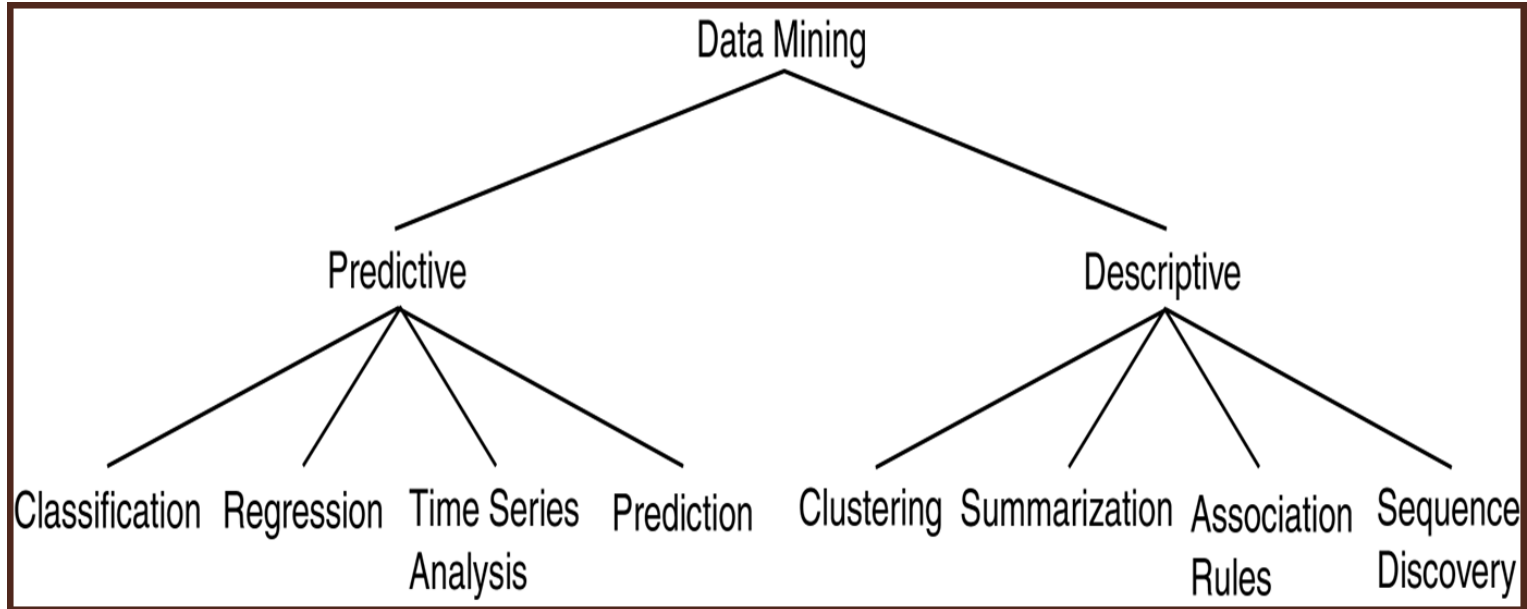 Data Mining
Predictive
Descriptive
Classification
Regression
Time Series
Analysis
Prediction
Clustering
Summarization
Association
Rules
Sequence
Discovery